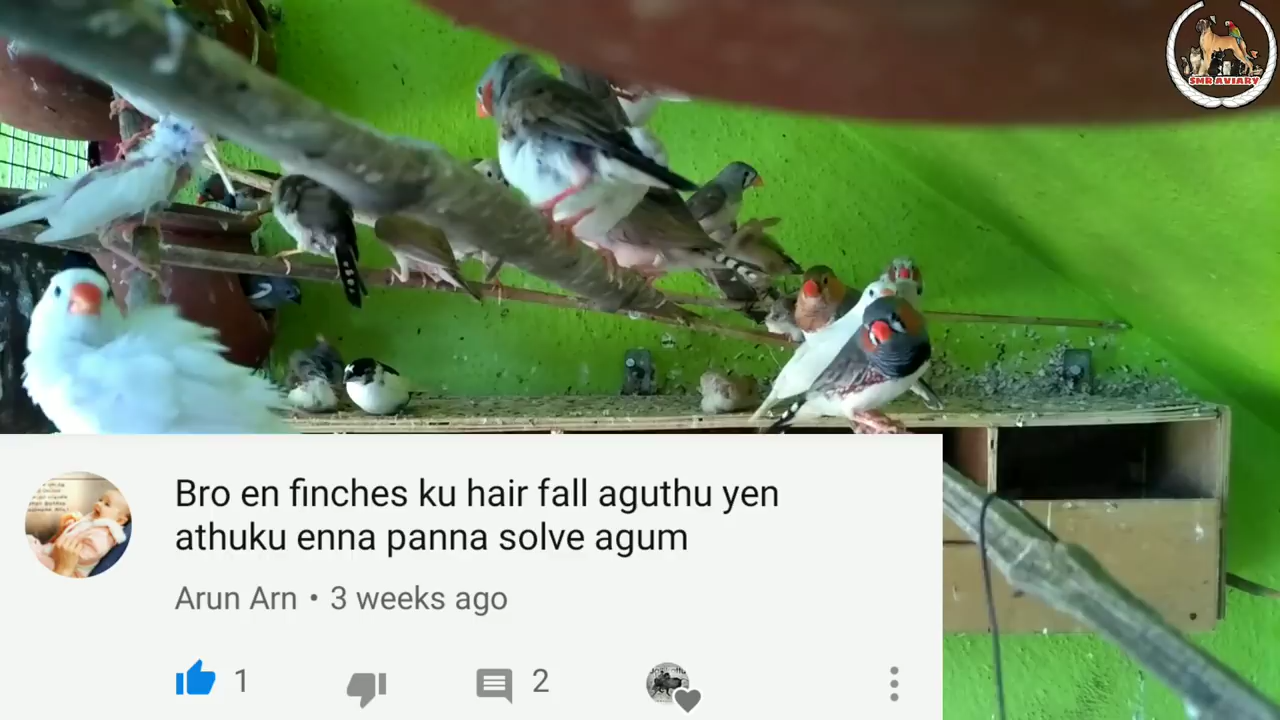 SMR AVIARY
Bro en finches ku hair fall aguthu yen
athuku enna panna solve agum
Arun Arn • 3 weeks ago
1
2